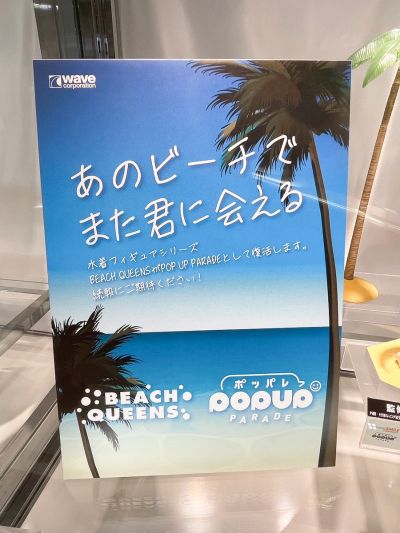 wave
corporation
あのビーチで
また君に会える
水着フィギュアシリーズ
BEACH QUEENSがPOP UP PARADEとして復活します。
続報にご期待ください!
BEACH
QUEENS
ポッパレ
POPUP
PARADE
監修
POPUP